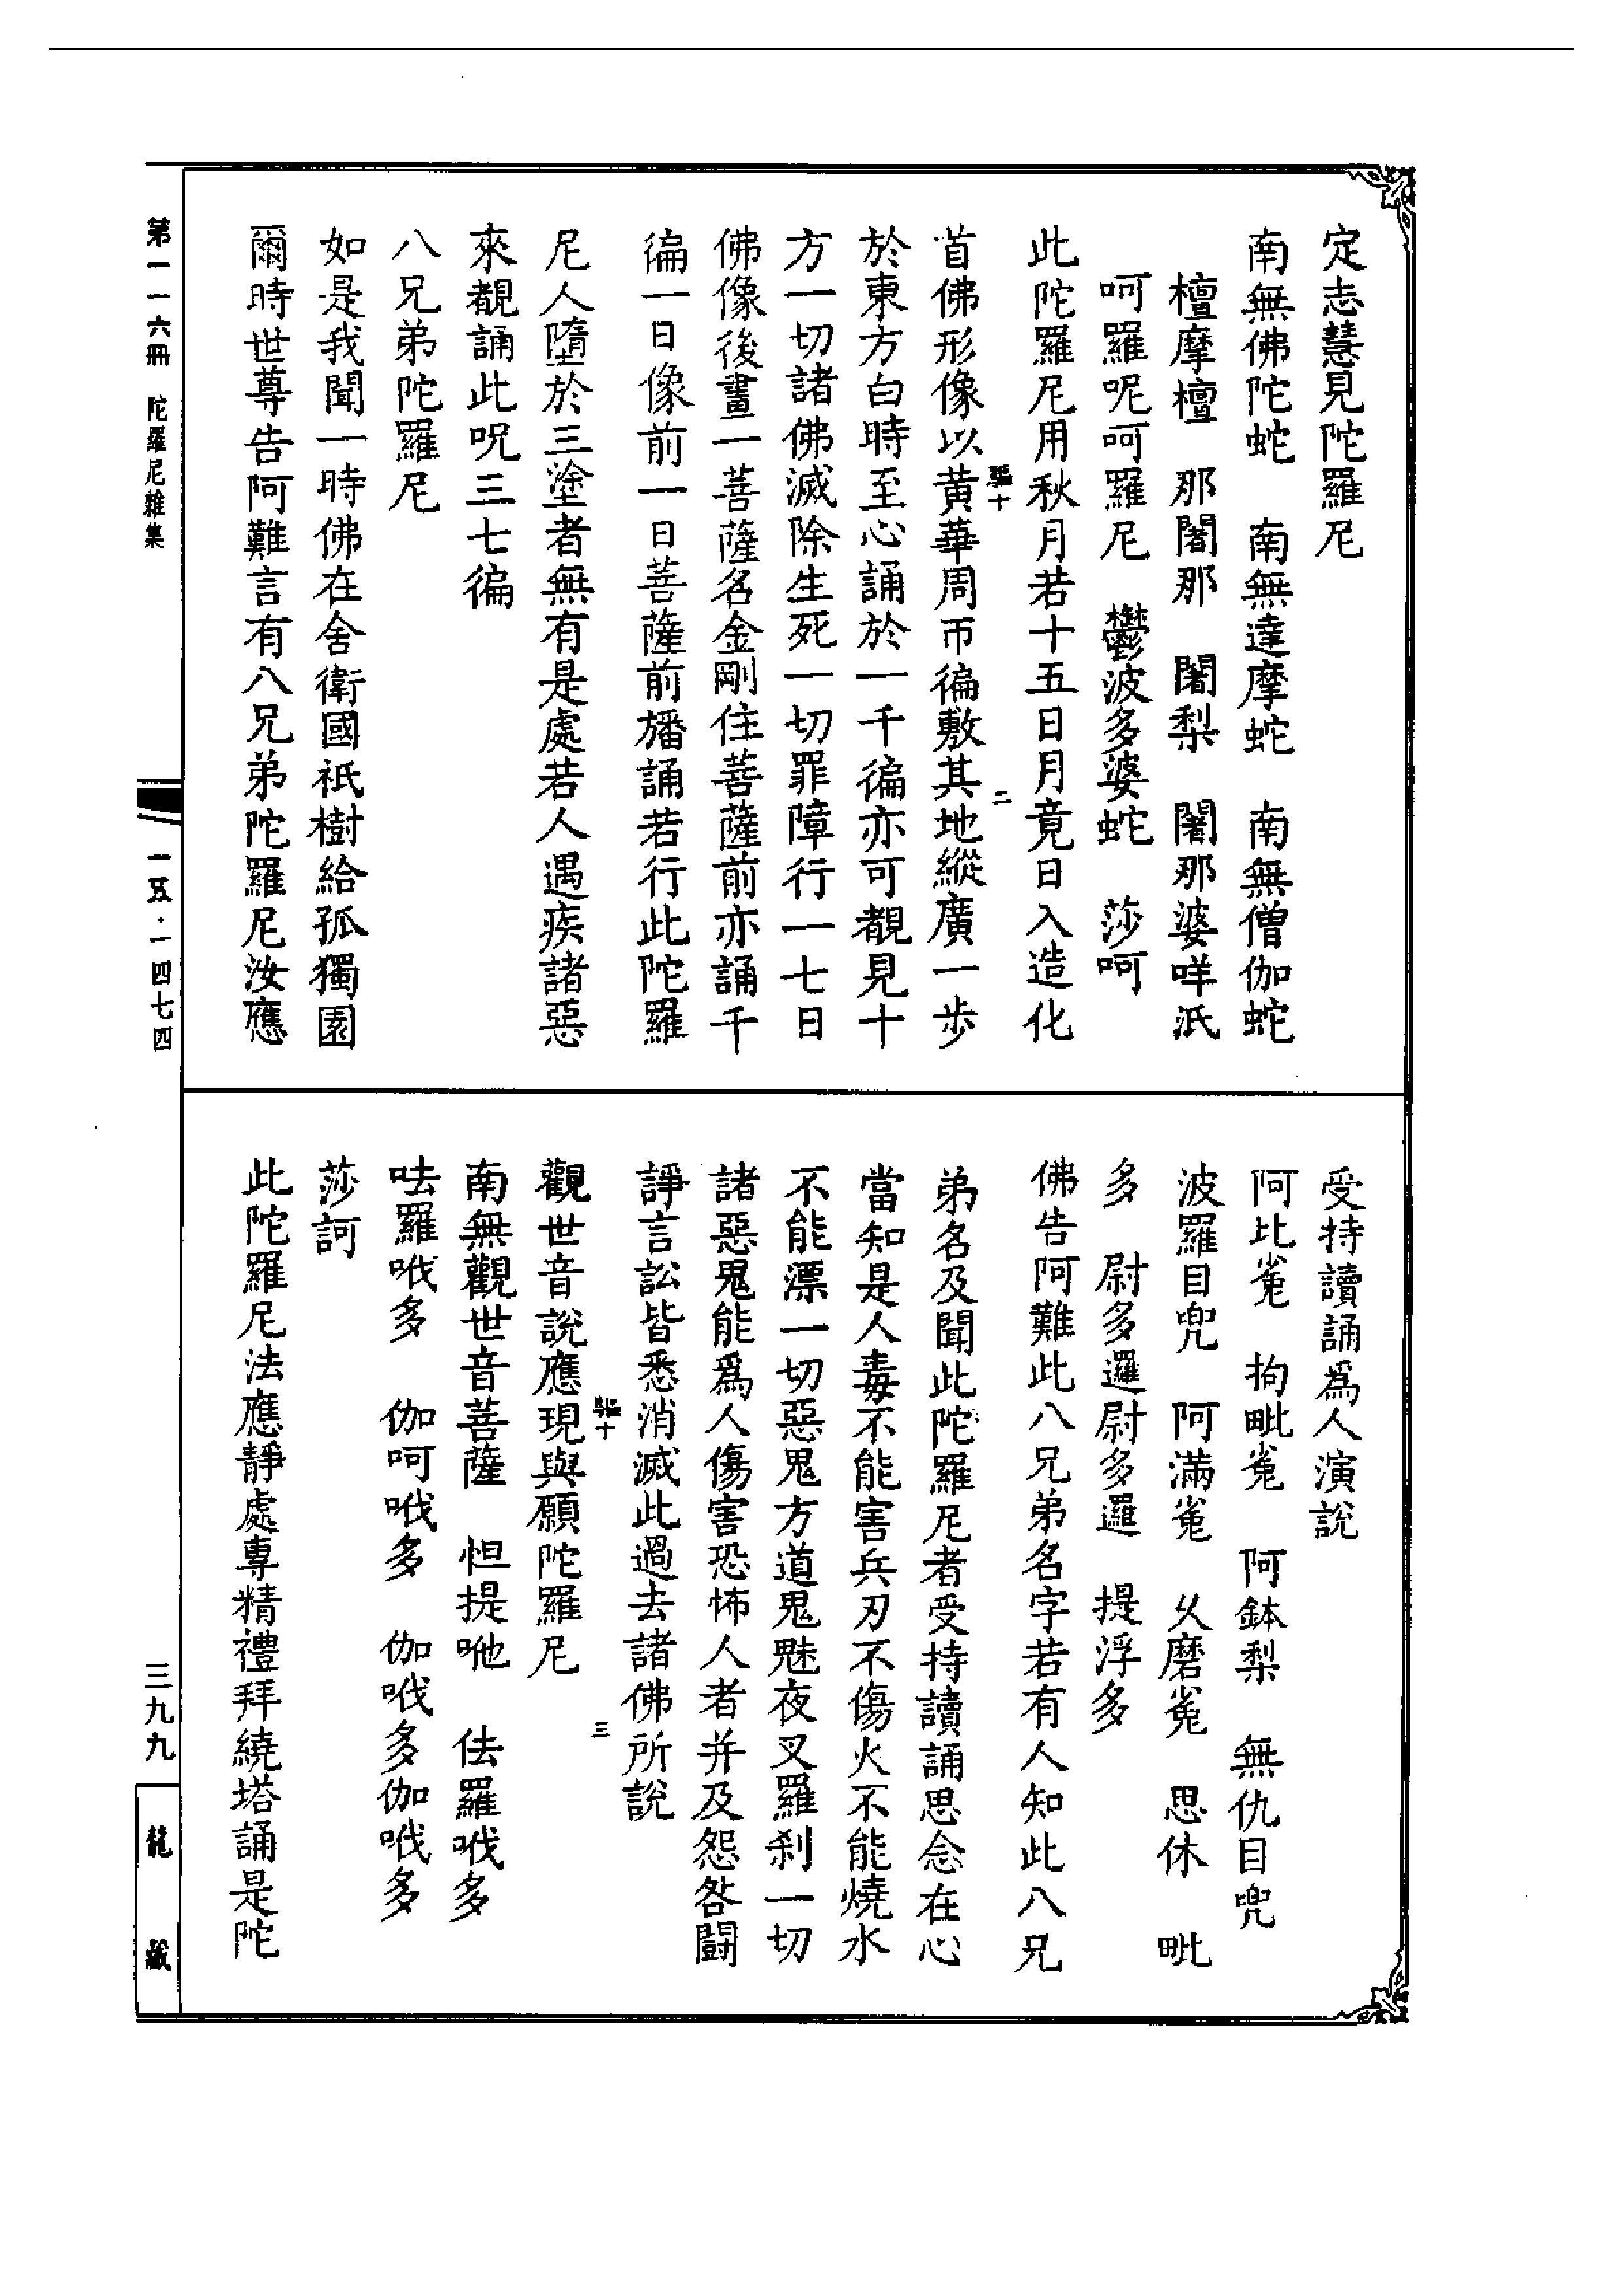 定志慧見陀羅尼
南無佛陀蛇　南無達摩蛇　南無僧伽蛇
檀摩檀　那闍那　闍梨　闍那婆咩泜
呵羅呢呵羅尼　鬱波多婆蛇　莎呵
此陀羅尼用秋月若十五日月竟日入造化
首佛形像以黄華周帀徧敷其地縱廣一步
驅十　二
於東方白時至心誦於一千徧亦可覩見十
方一切諸佛滅除生死一切罪障行一七日
佛像後畫一菩薩名金剛住菩薩前亦誦千
徧一日像前一日菩薩前旛誦若行此陀羅
尼人墮於三塗者無有是處若人遇疾諸惡
來覩誦此呪三七徧
八兄弟陀羅尼
如是我聞一時佛在舍衛國祇樹給孤獨園
爾時世尊告阿難言有八兄弟陀羅尼汝應
受持讀誦爲人演說
阿比毚　拘毗毚　阿鉢梨　無仇目兜
波羅目兜　阿滿毚　乆磨毚　思休　毗
多　尉多邏尉多邏　提浮多
佛告阿難此八兄弟名字若有人知此八兄
弟名及聞此陀羅尼者受持讀誦思念在心
當知是人毒不能害兵刃不傷火不能燒水
不能漂一切惡鬼方道鬼魅夜叉羅刹一切
諸惡鬼能爲人傷害恐怖人者并及怨咎鬪
諍言訟皆悉消滅此過去諸佛所說
驅十　三
觀世音說應現與願陀羅尼
南無觀世音菩薩　怛提吔　佉羅哦多
呿羅哦多　伽呵哦多　伽哦多伽哦多
莎訶
此陀羅尼法應靜處專精禮拜繞塔誦是陀
第一一六冊　陀羅尼雜集
一五·一四七四
三九九
龍藏